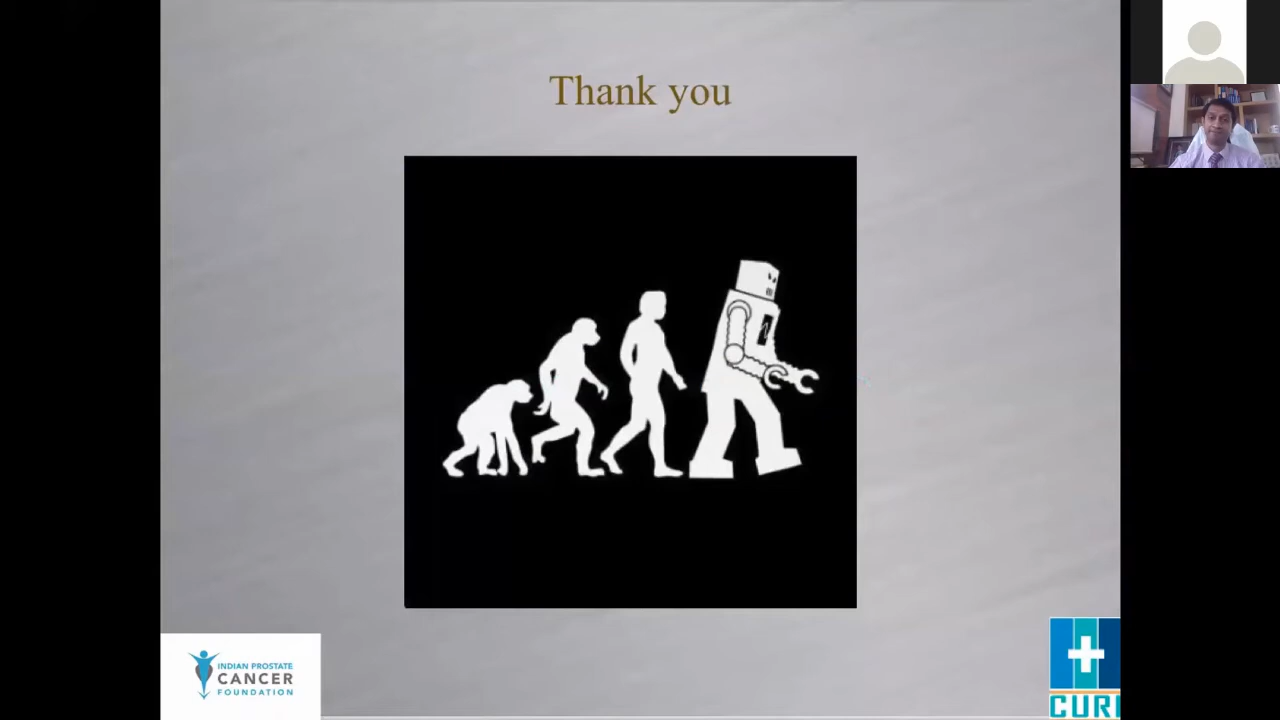 Thank you
INDIAN PROSTATE
CANCER
FOUNDATION
CURI